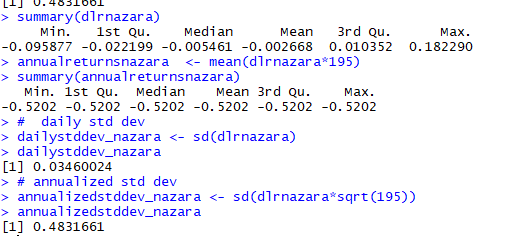 [1] 0.4831661
> summary(dlrnazara)
     Min.   1st Qu.    Median      Mean   3rd Qu.      Max.
-0.095877 -0.022199 -0.005461 -0.002668  0.010352  0.182290
> annualreturnsnazara  <- mean(dlrnazara*195)
> summary(annualreturnsnazara)
   Min. 1st Qu.  Median    Mean 3rd Qu.    Max.
-0.5202 -0.5202 -0.5202 -0.5202 -0.5202 -0.5202
> #  daily std dev
> dailystddev_nazara <- sd(dlrnazara)
> dailystddev_nazara
[1] 0.03460024
> # annualized std dev
> annualizedstddev_nazara <- sd(dlrnazara*sqrt(195))
> annualizedstddev_nazara
[1] 0.4831661